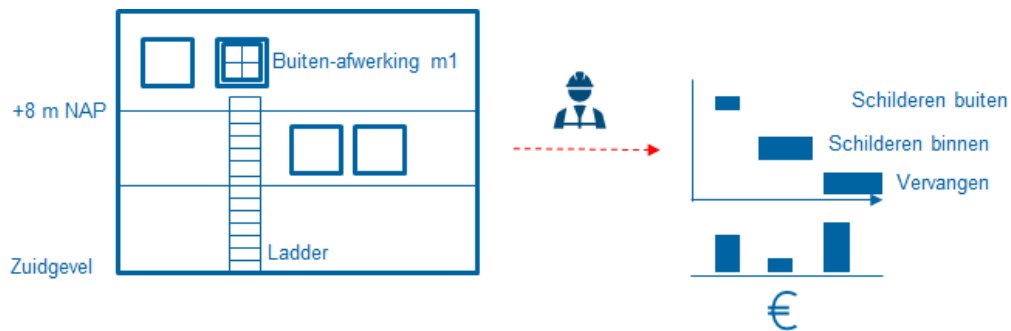 Buiten-afwerking m1
+8 m NAP
Ladder
Zuidgevel
Schilderen buiten
Schilderen binnen
Vervangen
€